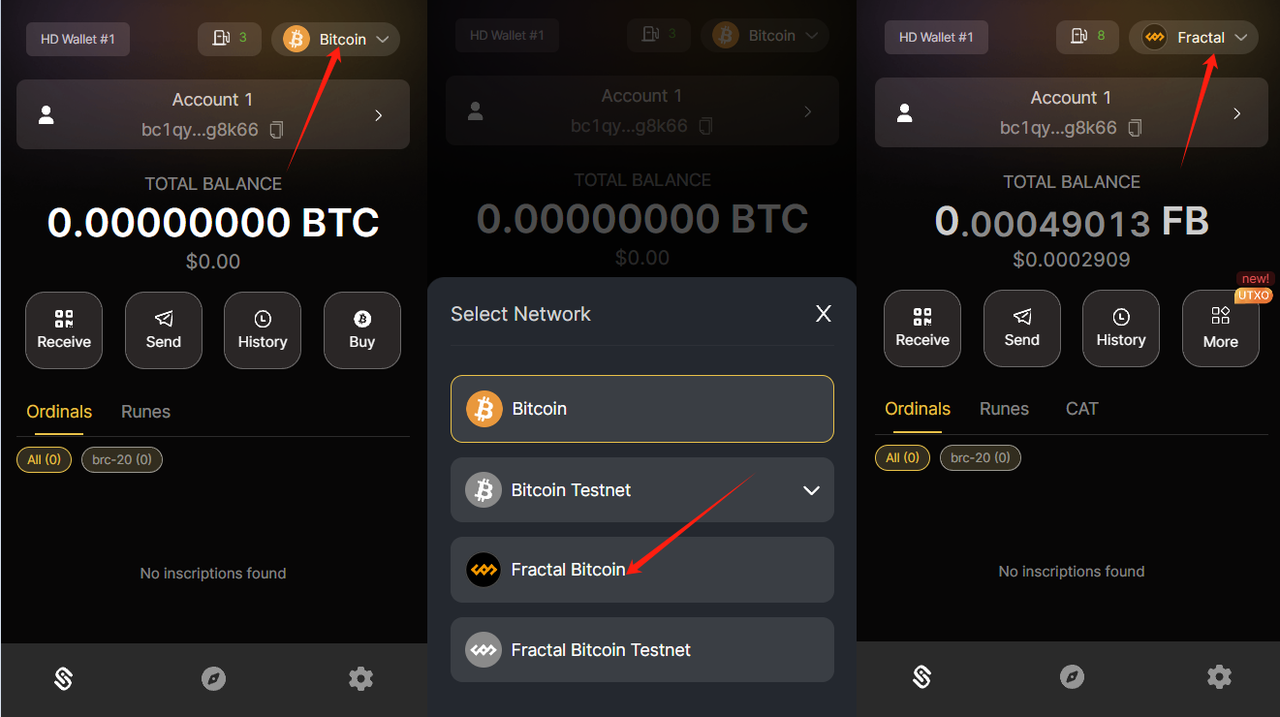 HD Wallet #1
3
Bitcoin
Account 1
bc1qy...g8k66
TOTAL BALANCE
0.00000000 BTC
$0.00
Receive
Send
History
Buy
Ordinals
Runes
All (0)
brc-20 (0)
No inscriptions found
HD Wallet #1
3
Bitcoin
Account 1
bc1qy...g8k66
TOTAL BALANCE
0.00000000 BTC
$0.00
Select Network
X
Bitcoin
Bitcoin Testnet
Fractal Bitcoin
Fractal Bitcoin Testnet
HD Wallet #1
8
Fractal
Account 1
bc1qy...g8k66
TOTAL BALANCE
0.00049013 FB
$0.0002909
new!
UTXO
Receive
Send
History
More
Ordinals
Runes
CAT
All (0)
brc-20 (0)
No inscriptions found